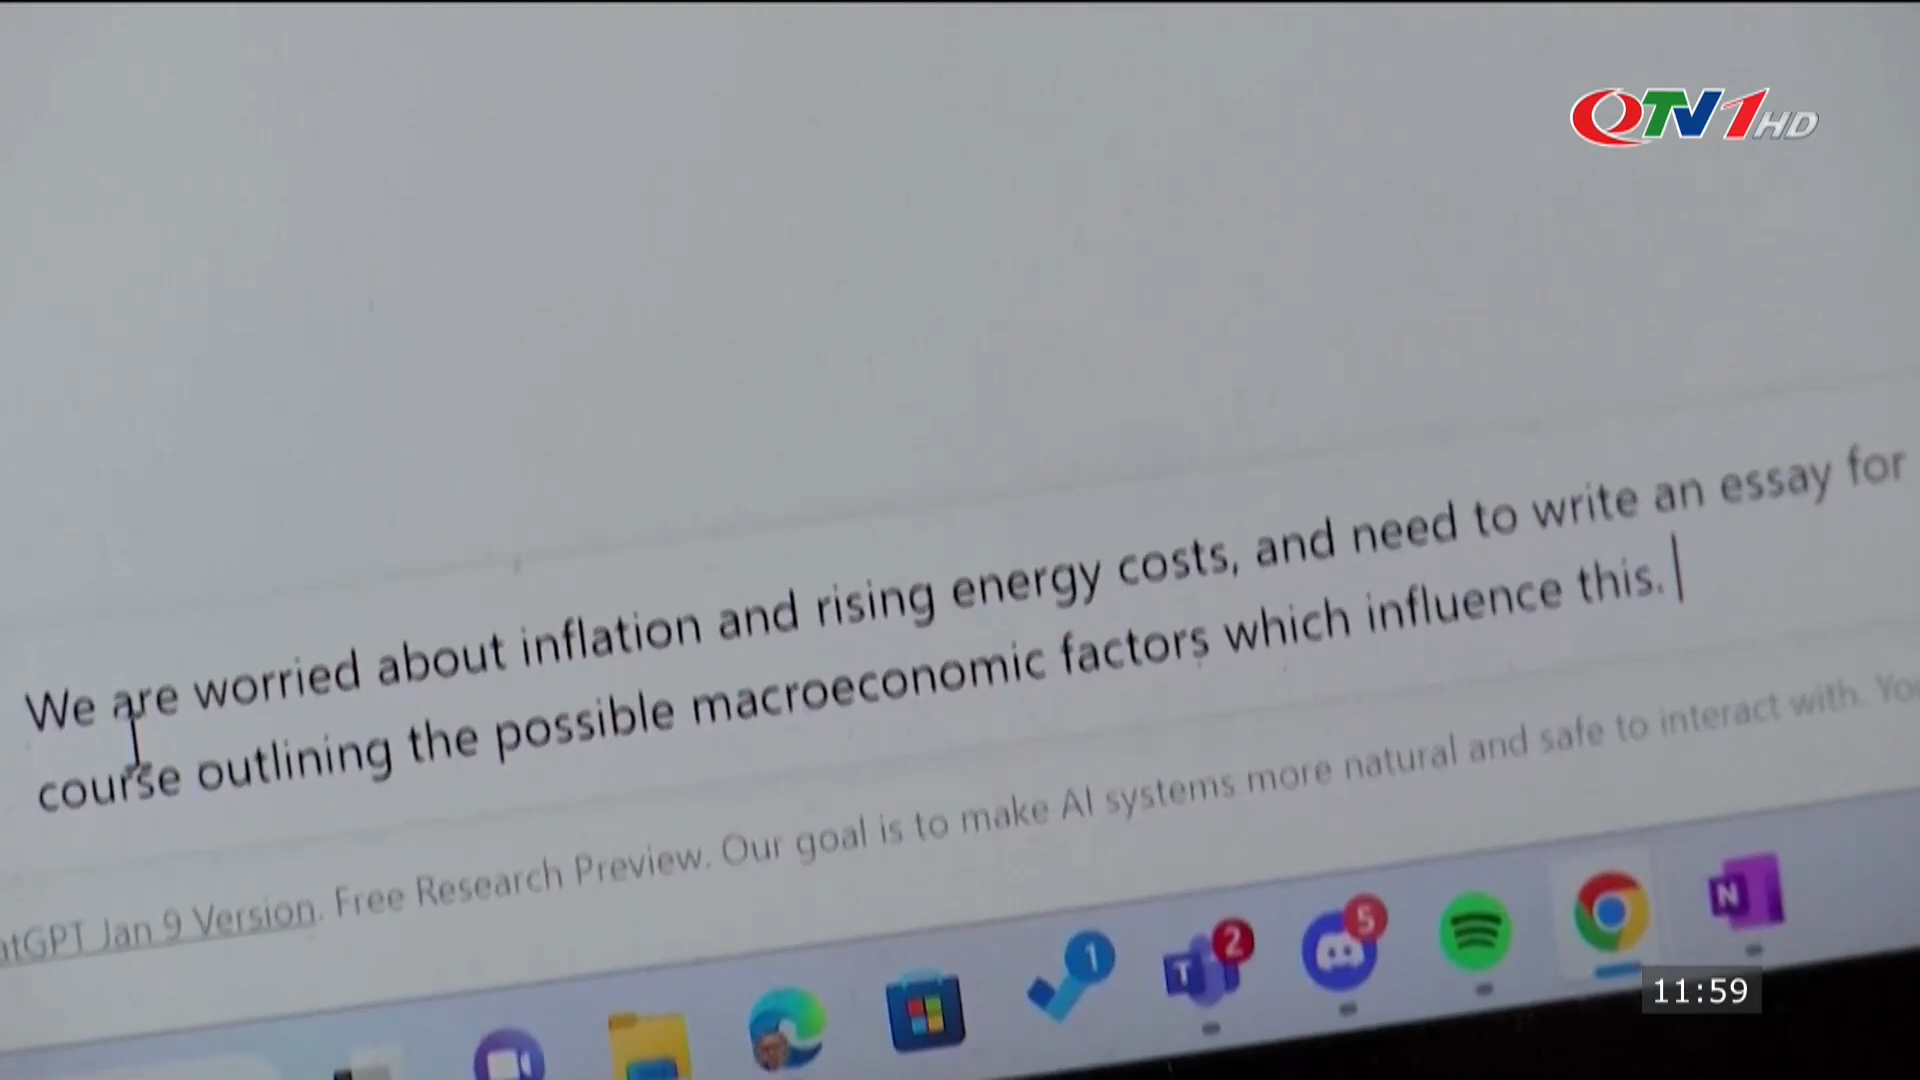 QTV1HD
We are worried about inflation and rising energy costs, and need to write an essay for
course outlining the possible macroeconomic factors which influence this.
atGPT Jan 9 Version. Free Research Preview. Our goal is to make AI systems more natural and safe to interact with.
1
2
5
T
N
11:59